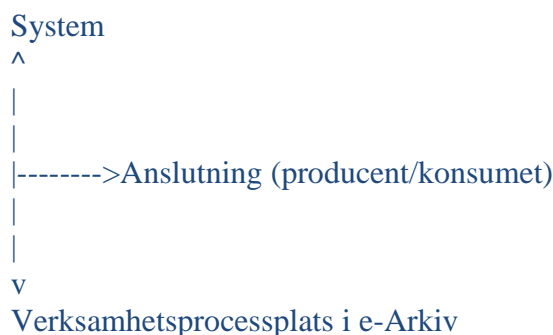 System
^
|
|
|-------->Anslutning (producent/konsumet)
|
|
v
Verksamhetsprocessplats i e-Arkiv